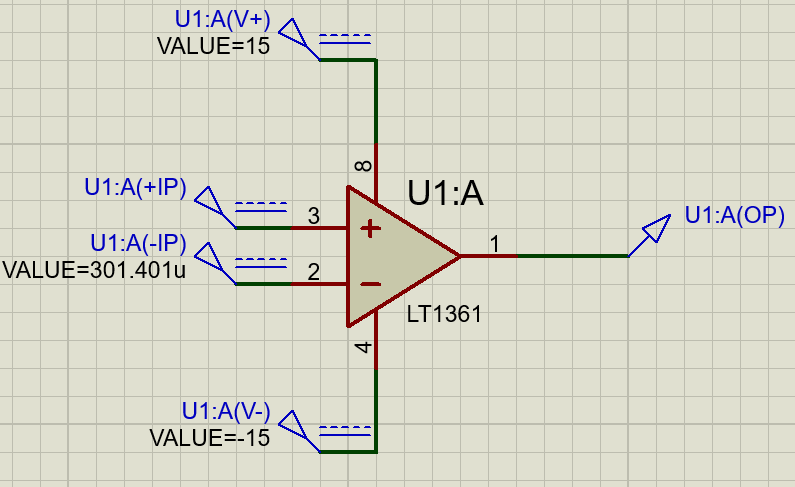 U1:A(V+)
VALUE=15
8
U1:A
U1:A(+IP)
3
U1:A(OP)
U1:A(-IP)
1
VALUE=301.401u
2
LT1361
4
U1:A(V-)
VALUE=-15